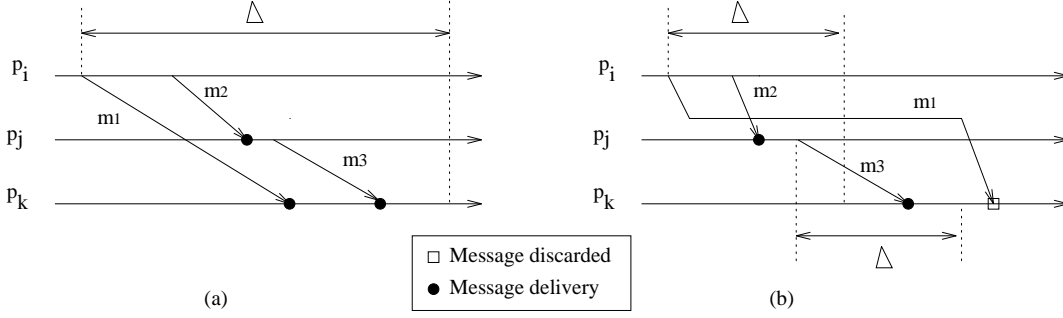 Δ
Δ
p_i
p_i
m2
m2
m1
m1
p_j
p_j
m3
m3
p_k
p_k
Δ
Message discarded
Message delivery
(a)
(b)